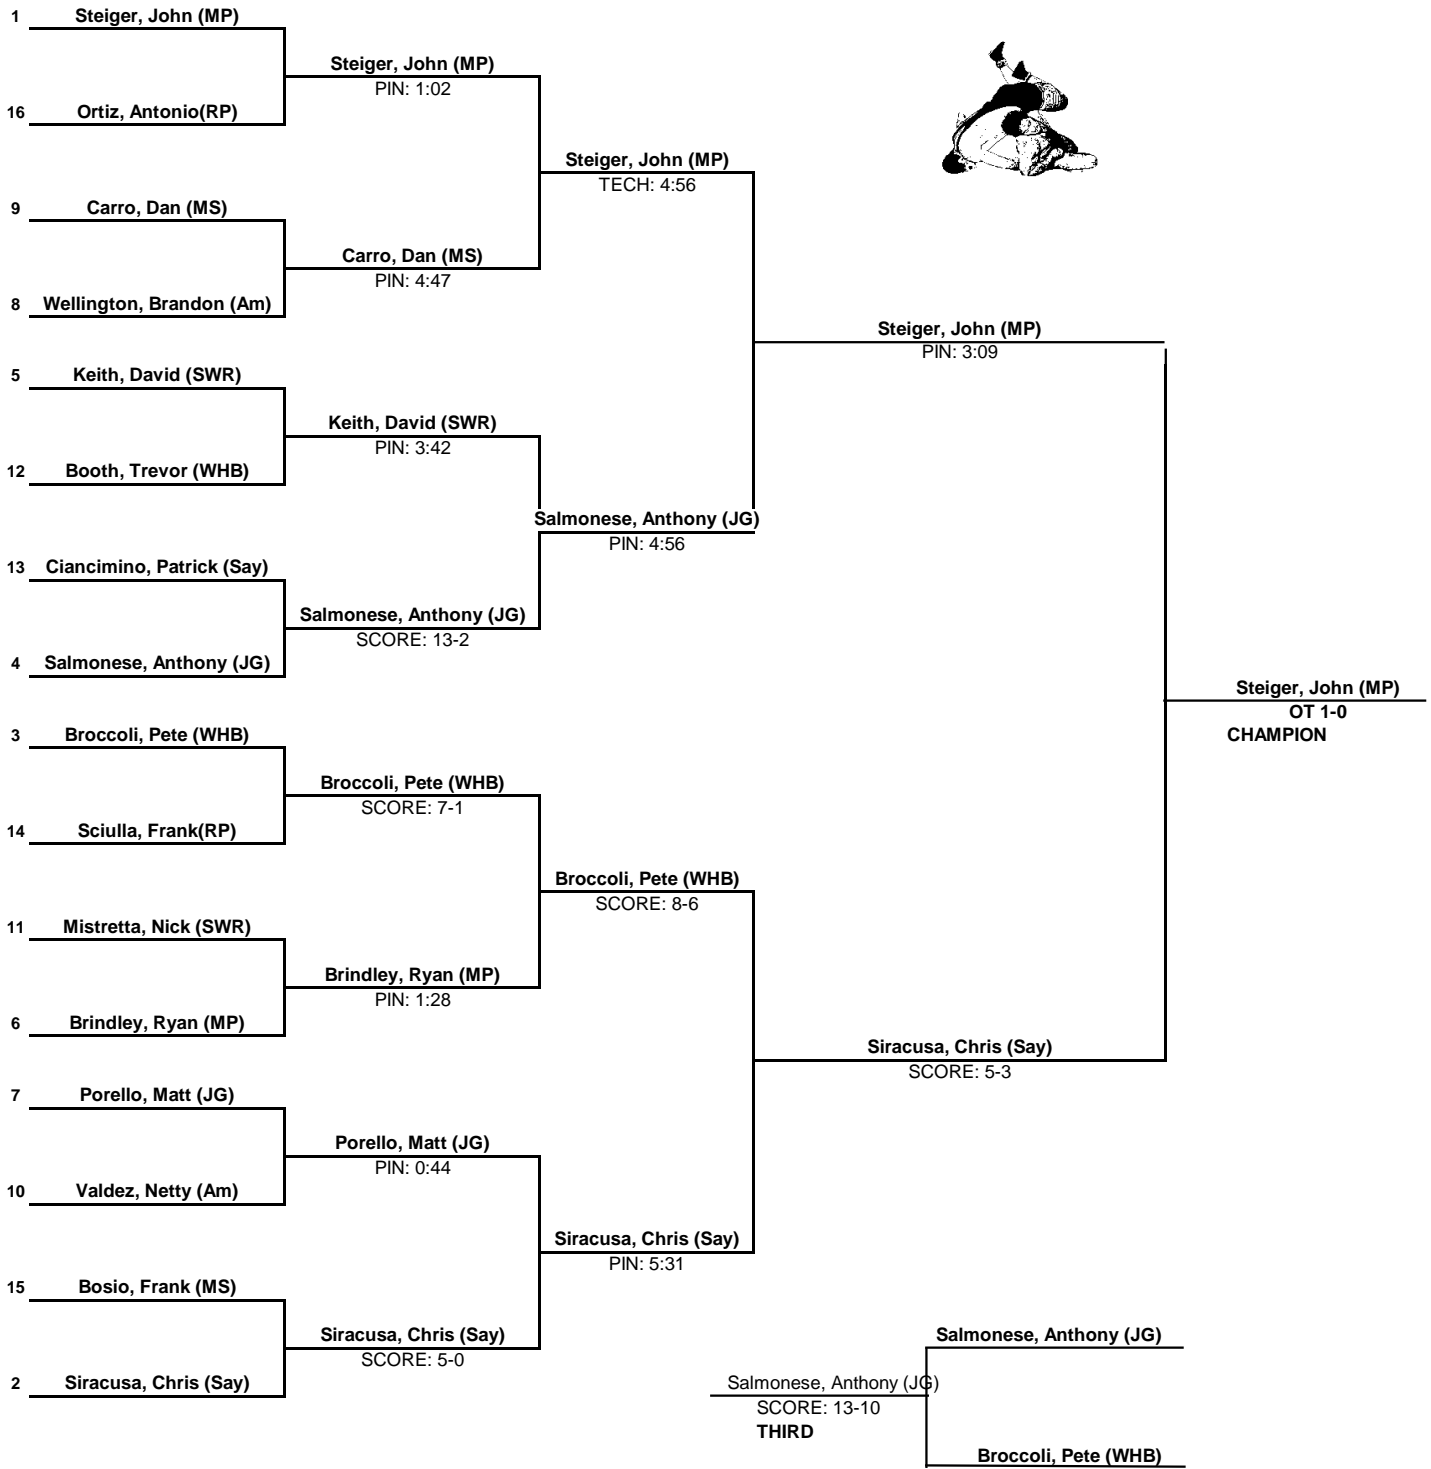 1 Steiger, John (MP)
Steiger, John (MP)
PIN: 1:02
16 Ortiz, Antonio(RP)
Steiger, John (MP)
TECH: 4:56
9 Carro, Dan (MS)
Carro, Dan (MS)
PIN: 4:47
8 Wellington, Brandon (Am)
Steiger, John (MP)
PIN: 3:09
5 Keith, David (SWR)
Keith, David (SWR)
PIN: 3:42
12 Booth, Trevor (WHB)
Salmonese, Anthony (JG)
PIN: 4:56
13 Ciancimino, Patrick (Say)
Salmonese, Anthony (JG)
SCORE: 13-2
4 Salmonese, Anthony (JG)
Steiger, John (MP)
OT 1-0
CHAMPION
3 Broccoli, Pete (WHB)
Broccoli, Pete (WHB)
SCORE: 7-1
14 Sciulla, Frank(RP)
Broccoli, Pete (WHB)
SCORE: 8-6
11 Mistretta, Nick (SWR)
Brindley, Ryan (MP)
PIN: 1:28
6 Brindley, Ryan (MP)
Siracusa, Chris (Say)
SCORE: 5-3
7 Porello, Matt (JG)
Porello, Matt (JG)
PIN: 0:44
10 Valdez, Netty (Am)
Siracusa, Chris (Say)
PIN: 5:31
15 Bosio, Frank (MS)
Siracusa, Chris (Say)
SCORE: 5-0
2 Siracusa, Chris (Say)
Salmonese, Anthony (JG)
Salmonese, Anthony (JG)
SCORE: 13-10
THIRD
Broccoli, Pete (WHB)